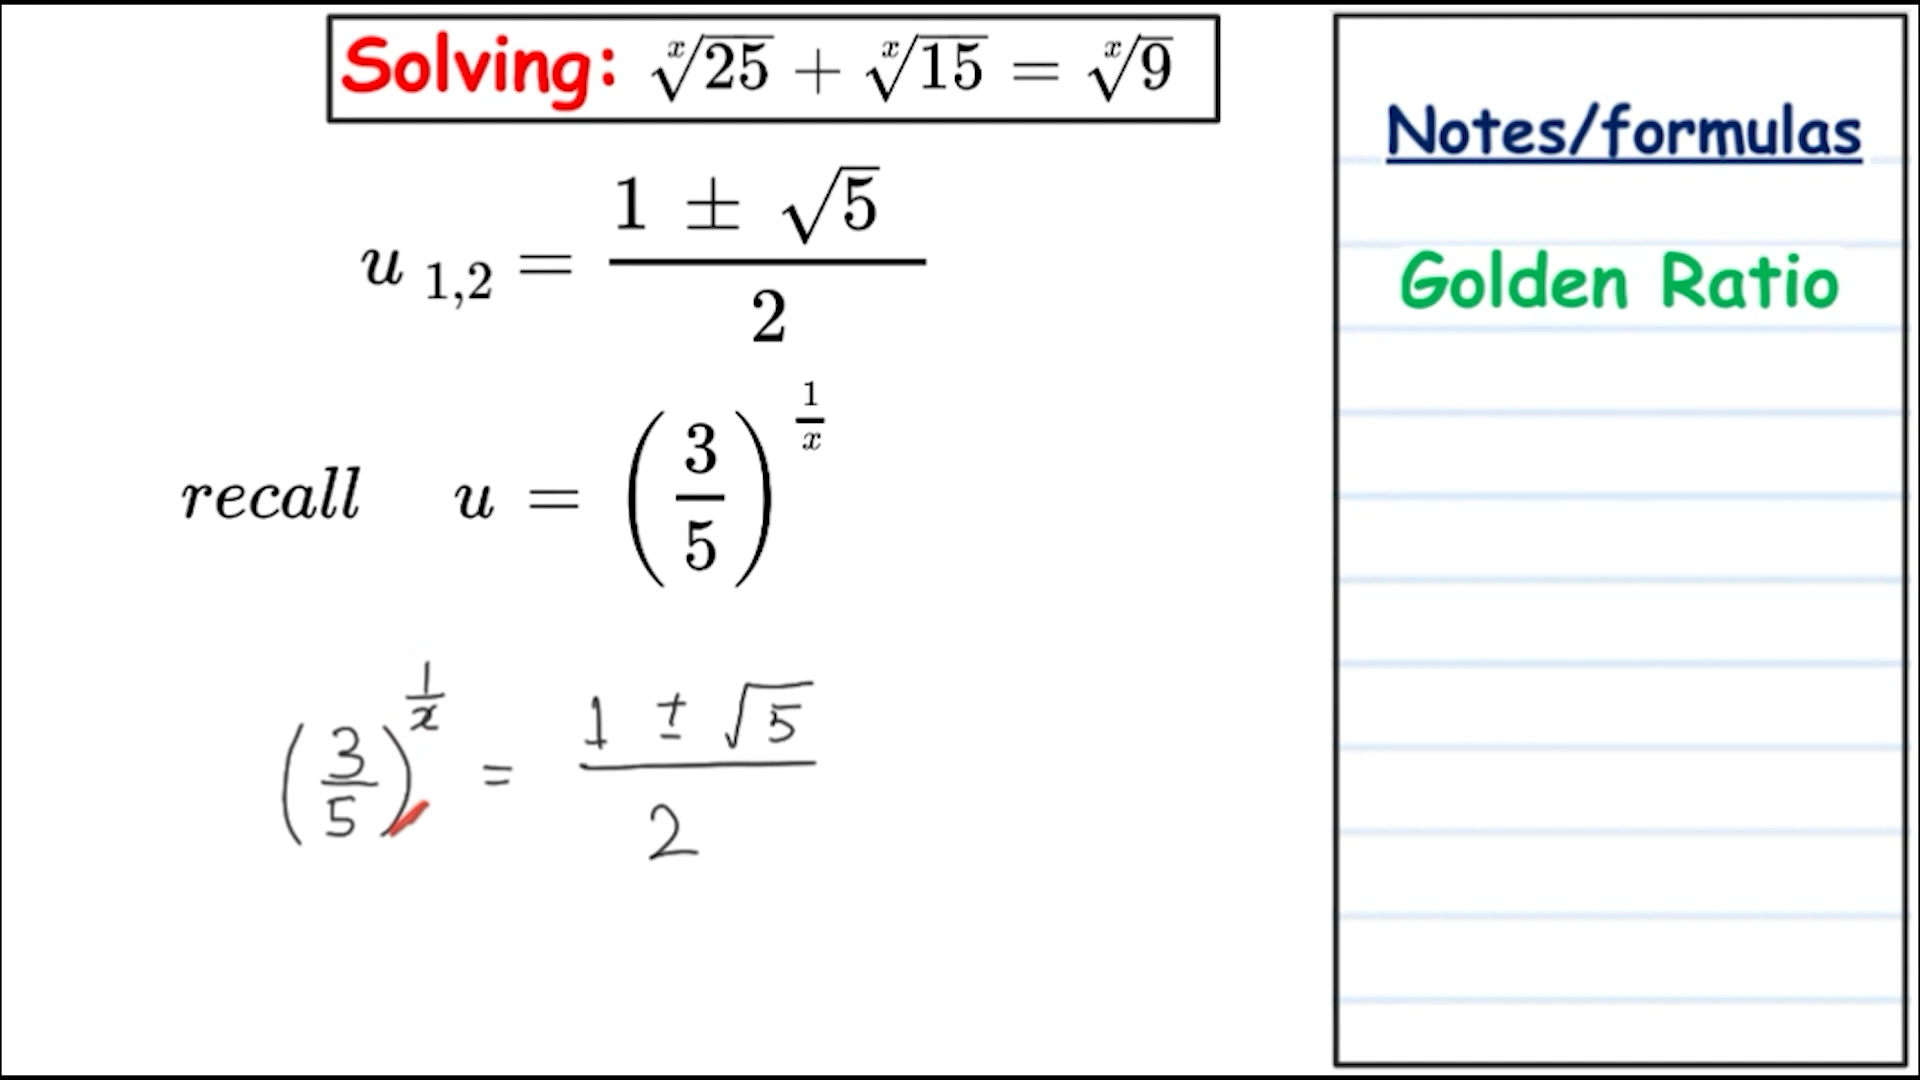 Solving: ˣ√25 + ˣ√15 = ˣ√9
u ₁,₂ = (1 ± √5) / 2
recall u = (3/5)^(1/x)
(3/5)^(1/x) = (1 ± √5) / 2
Notes/formulas
Golden Ratio